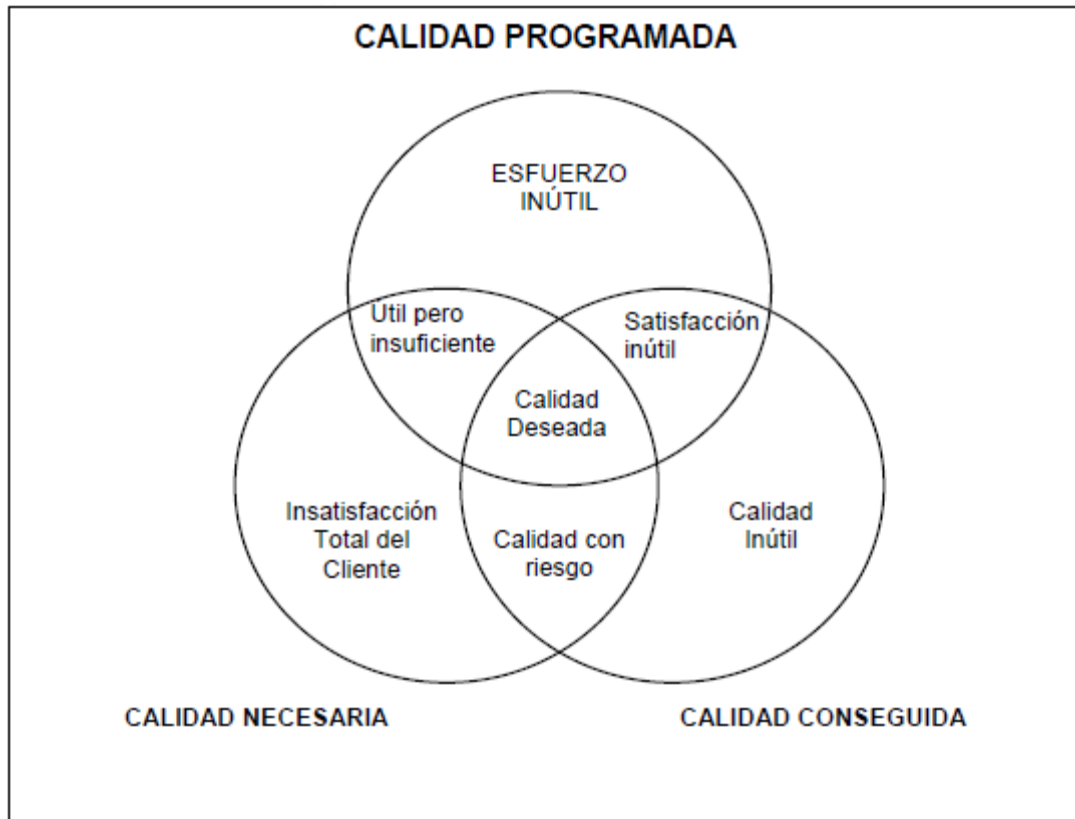 CALIDAD PROGRAMADA
ESFUERZO
INÚTIL
Útil pero
insuficiente
Satisfacción
inútil
Calidad
Deseada
Insatisfacción
Total del
Cliente
Calidad con
riesgo
Calidad
Inútil
CALIDAD NECESARIA
CALIDAD CONSEGUIDA